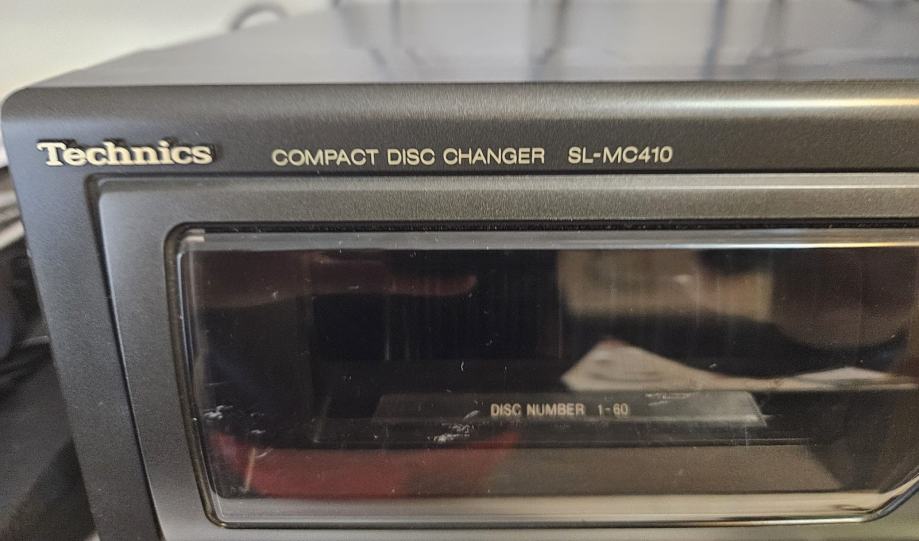 Technics COMPACT DISC CHANGER SL-MC410
DISC NUMBER 1-60